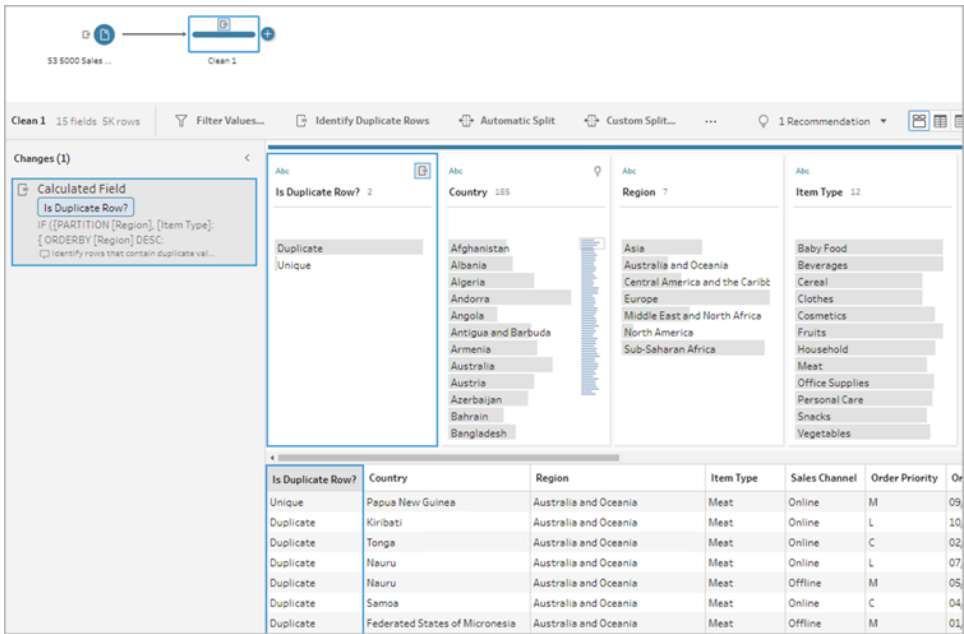 S3 5000 Sales ...
Clean 1
Clean 1 15 fields 5K rows
Filter Values...
Identify Duplicate Rows
Automatic Split
Custom Split...
...
1 Recommendation
Changes (1)
Calculated Field
Is Duplicate Row?
IF ({PARTITION [Region], [Item Type]:
{ ORDERBY [Region] DESC:
Identify rows that contain duplicate val...
Abc
Is Duplicate Row? 2
Duplicate
Unique
Abc
Country 185
Afghanistan
Albania
Algeria
Andorra
Angola
Antigua and Barbuda
Armenia
Australia
Austria
Azerbaijan
Bahrain
Bangladesh
Abc
Region 7
Asia
Australia and Oceania
Central America and the Caribb
Europe
Middle East and North Africa
North America
Sub-Saharan Africa
Abc
Item Type 12
Baby Food
Beverages
Cereal
Clothes
Cosmetics
Fruits
Household
Meat
Office Supplies
Personal Care
Snacks
Vegetables
Is Duplicate Row? Country Region Item Type Sales Channel Order Priority Or
Unique Papua New Guinea Australia and Oceania Meat Online M 09,
Duplicate Kiribati Australia and Oceania Meat Online L 10,
Duplicate Tonga Australia and Oceania Meat Online C 02,
Duplicate Nauru Australia and Oceania Meat Online L 07,
Duplicate Nauru Australia and Oceania Meat Offline M 05,
Duplicate Samoa Australia and Oceania Meat Online C 04,
Duplicate Federated States of Micronesia Australia and Oceania Meat Offline M 01,